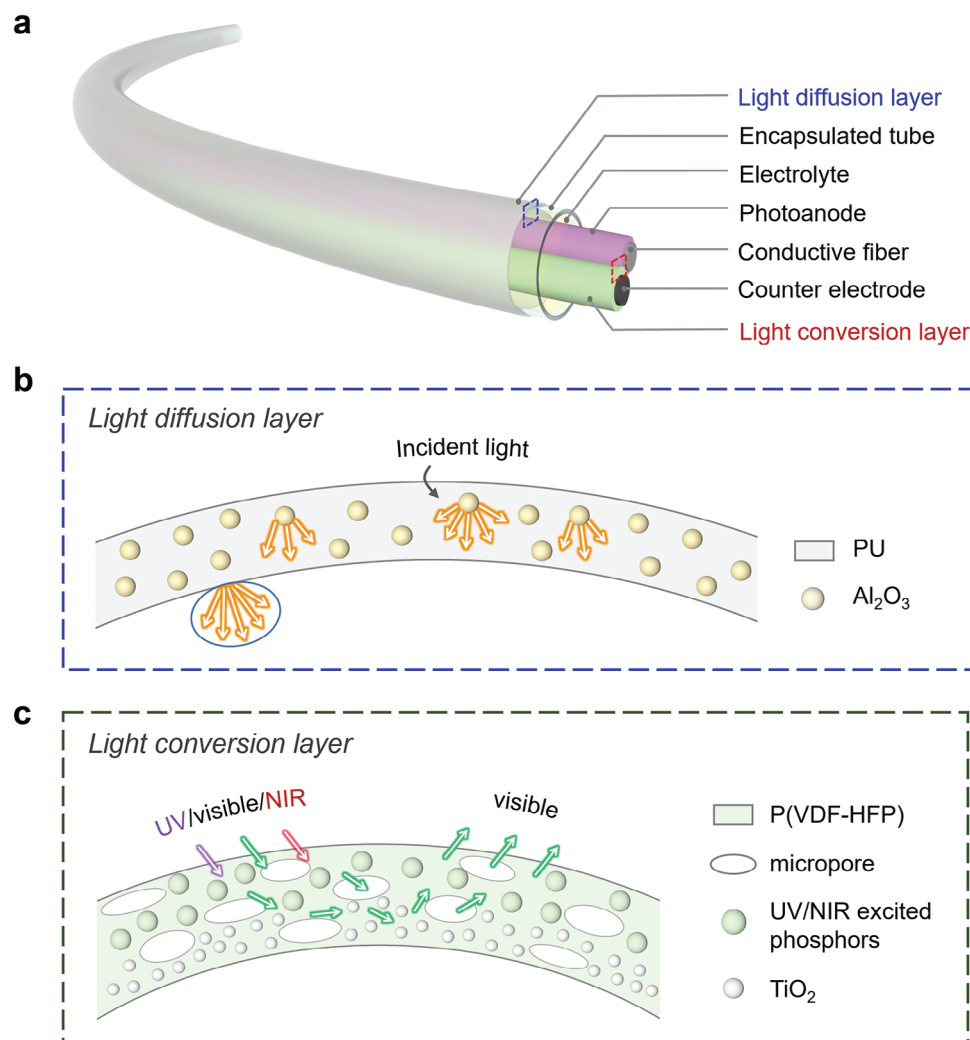 a
Light diffusion layer
Encapsulated tube
Electrolyte
Photoanode
Conductive fiber
Counter electrode
Light conversion layer
b
Light diffusion layer
Incident light
PU
Al₂O₃
c
Light conversion layer
UV/visible/NIR
visible
P(VDF-HFP)
micropore
UV/NIR excited
phosphors
TiO₂